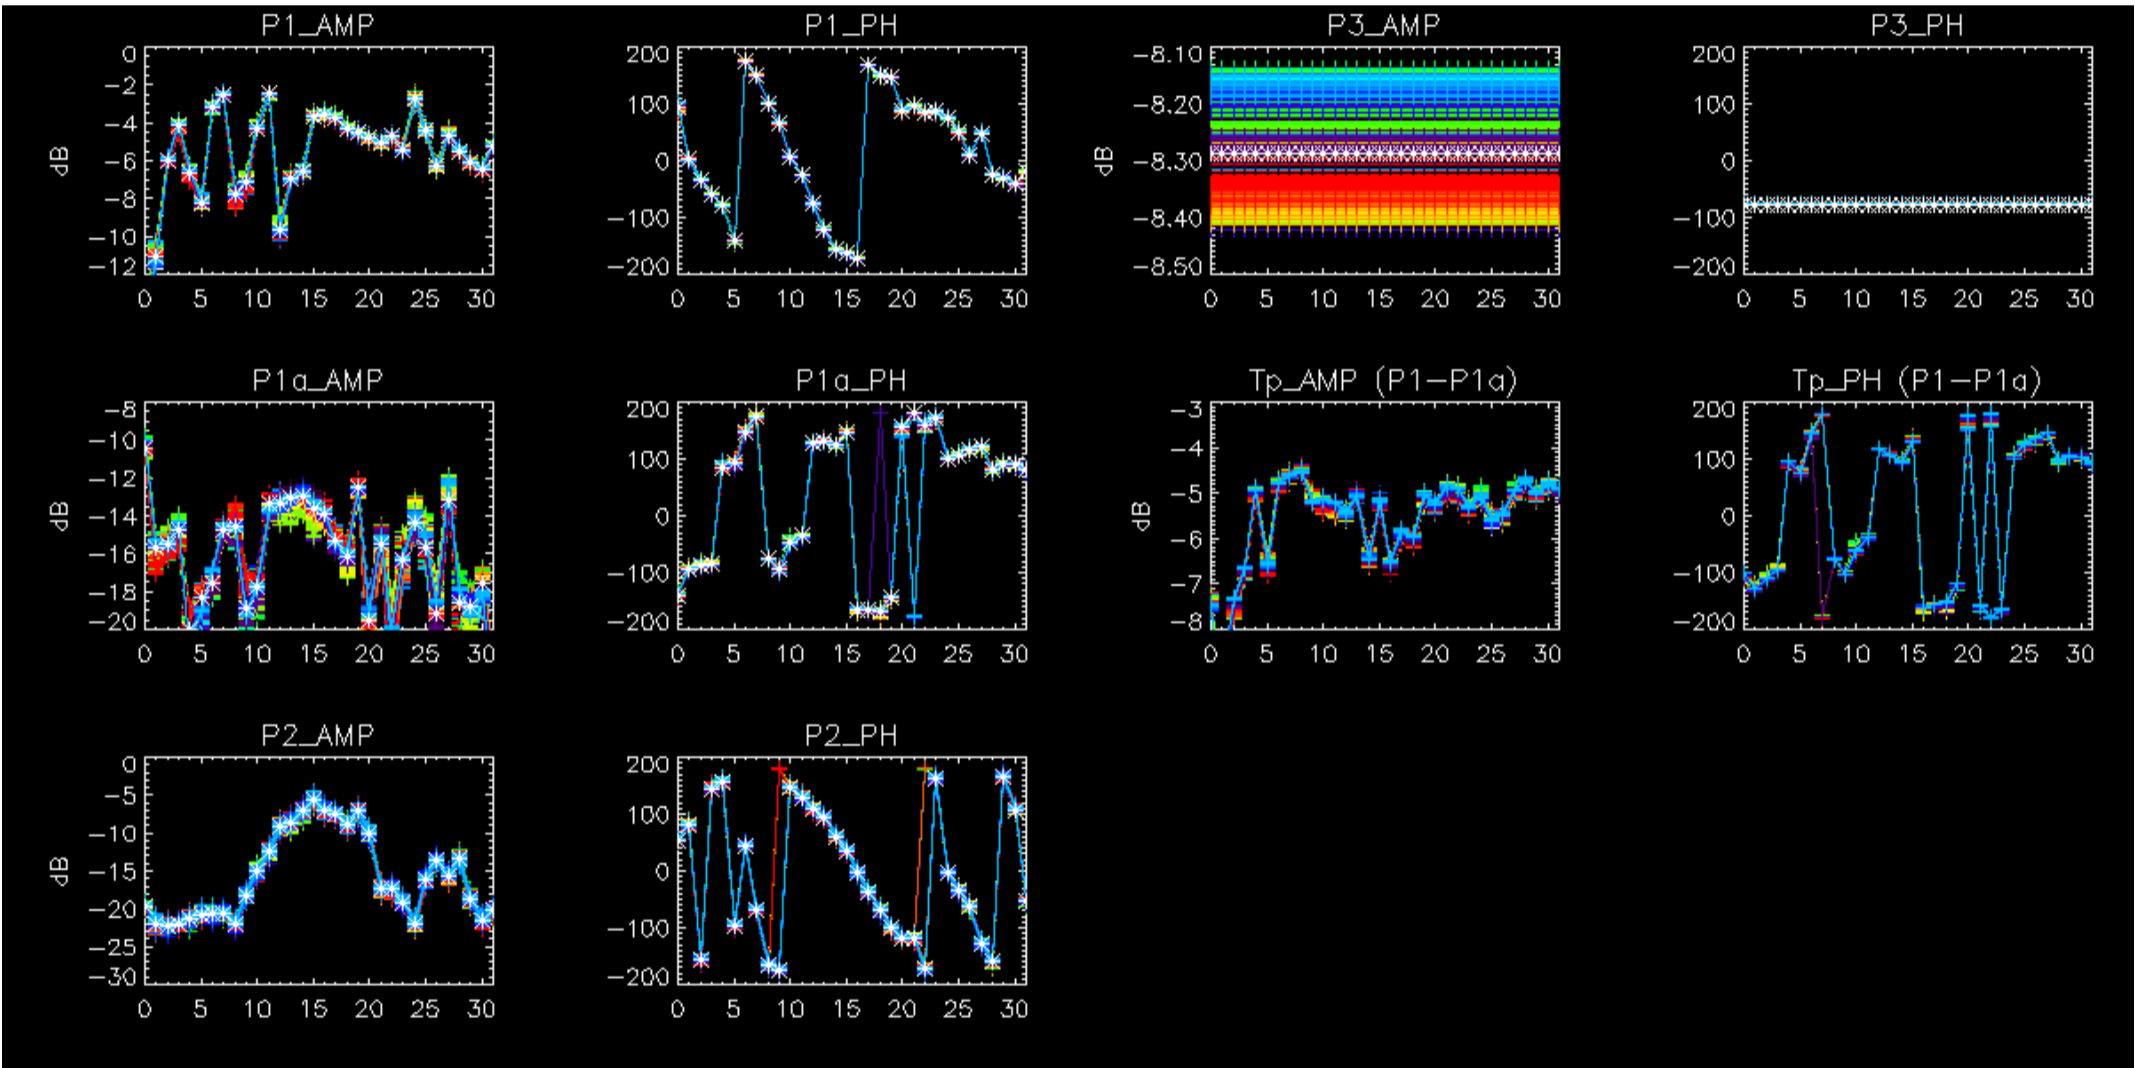 P1_AMP
P1_PH
P3_AMP
P3_PH
0
-2
-4
-6
-8
-10
-12
dB
0 5 10 15 20 25 30
200
100
0
-100
-200
0 5 10 15 20 25 30
-8.10
-8.20
-8.30
-8.40
-8.50
dB
0 5 10 15 20 25 30
200
100
0
-100
-200
0 5 10 15 20 25 30
P1a_AMP
P1a_PH
Tp_AMP (P1-P1a)
Tp_PH (P1-P1a)
-8
-10
-12
-14
-16
-18
-20
dB
0 5 10 15 20 25 30
200
100
0
-100
-200
0 5 10 15 20 25 30
-3
-4
-5
-6
-7
-8
dB
0 5 10 15 20 25 30
200
100
0
-100
-200
0 5 10 15 20 25 30
P2_AMP
P2_PH
0
-5
-10
-15
-20
-25
-30
dB
0 5 10 15 20 25 30
200
100
0
-100
-200
0 5 10 15 20 25 30